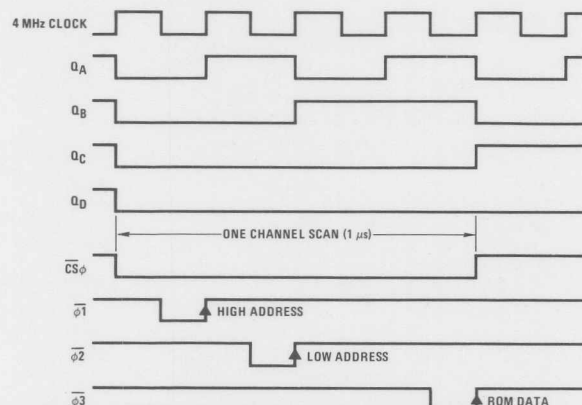 4 MHz CLOCK
QA
QB
QC
QD
ONE CHANNEL SCAN (1 μs)
CSφ
φ1
HIGH ADDRESS
φ2
LOW ADDRESS
φ3
ROM DATA